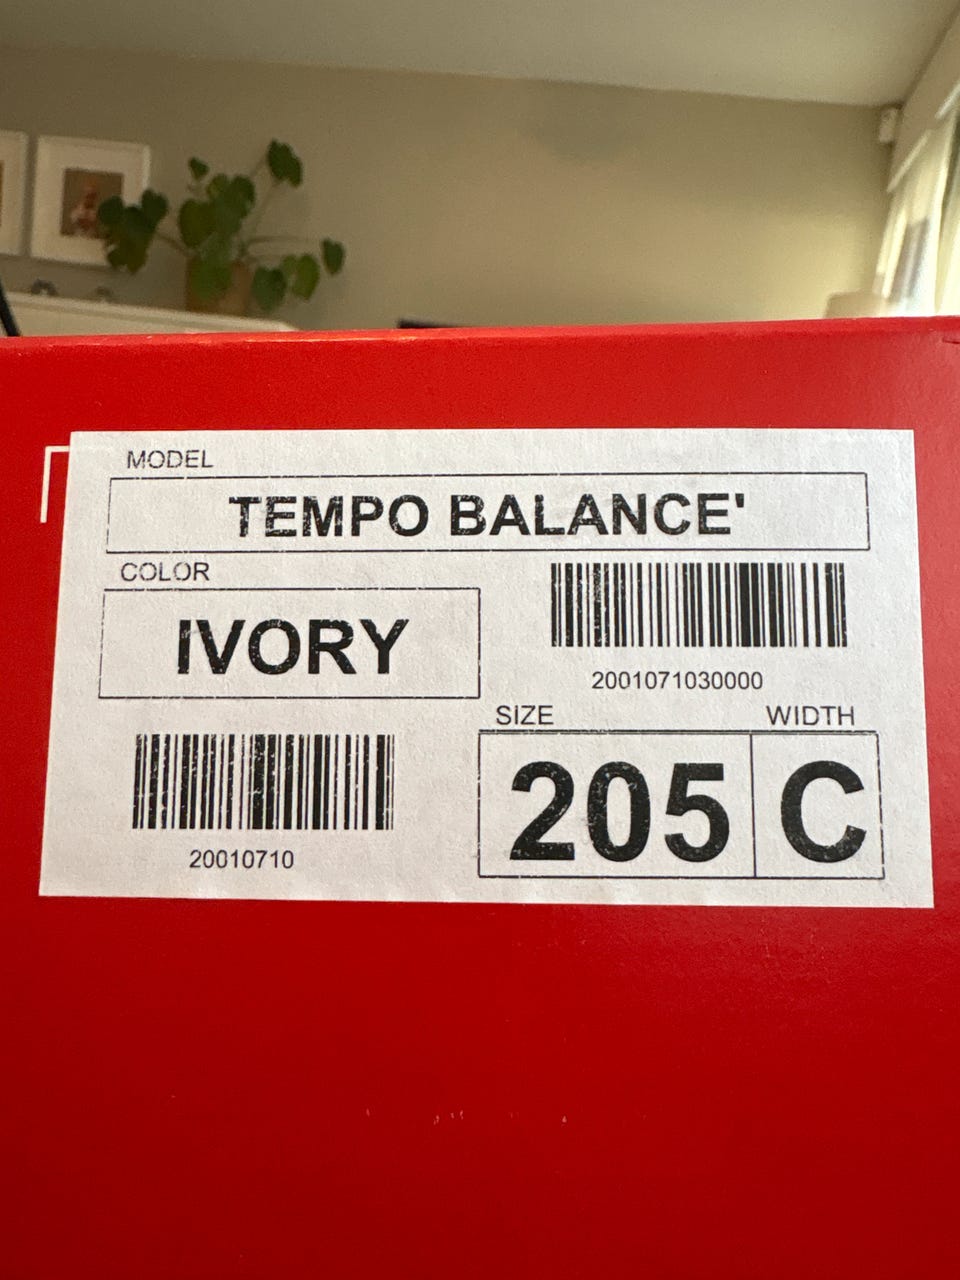 MODEL
TEMPO BALANCE'
COLOR
IVORY
2001071030000
SIZE WIDTH
205 C
20010710